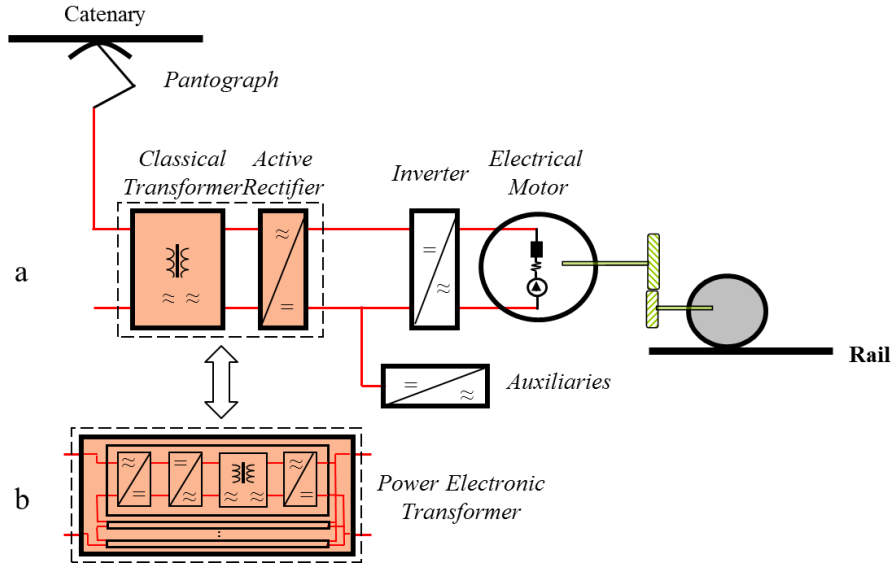 Catenary
Pantograph
Classical
Transformer
Active
Rectifier
Inverter
Electrical
Motor
a
≈
≈ ≈
≈
=
=
≈
Rail
=
≈
Auxiliaries
b
≈
=
=
≈
≈ ≈
≈
=
⋮
Power Electronic
Transformer